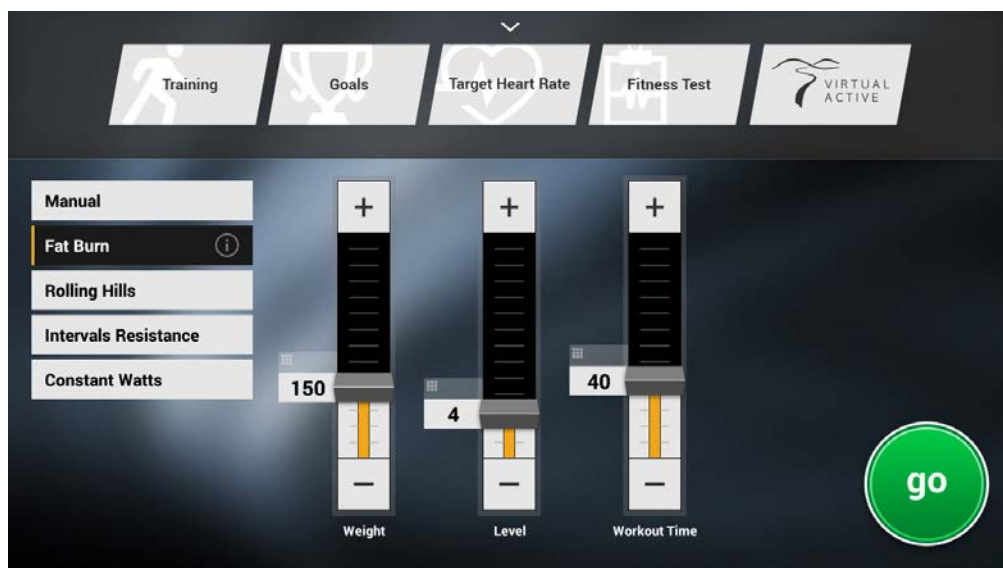 Training
Goals
Target Heart Rate
Fitness Test
VIRTUAL
ACTIVE
Manual
Fat Burn
Rolling Hills
Intervals Resistance
Constant Watts
+
+
+
150
4
40
−
−
−
Weight
Level
Workout Time
go